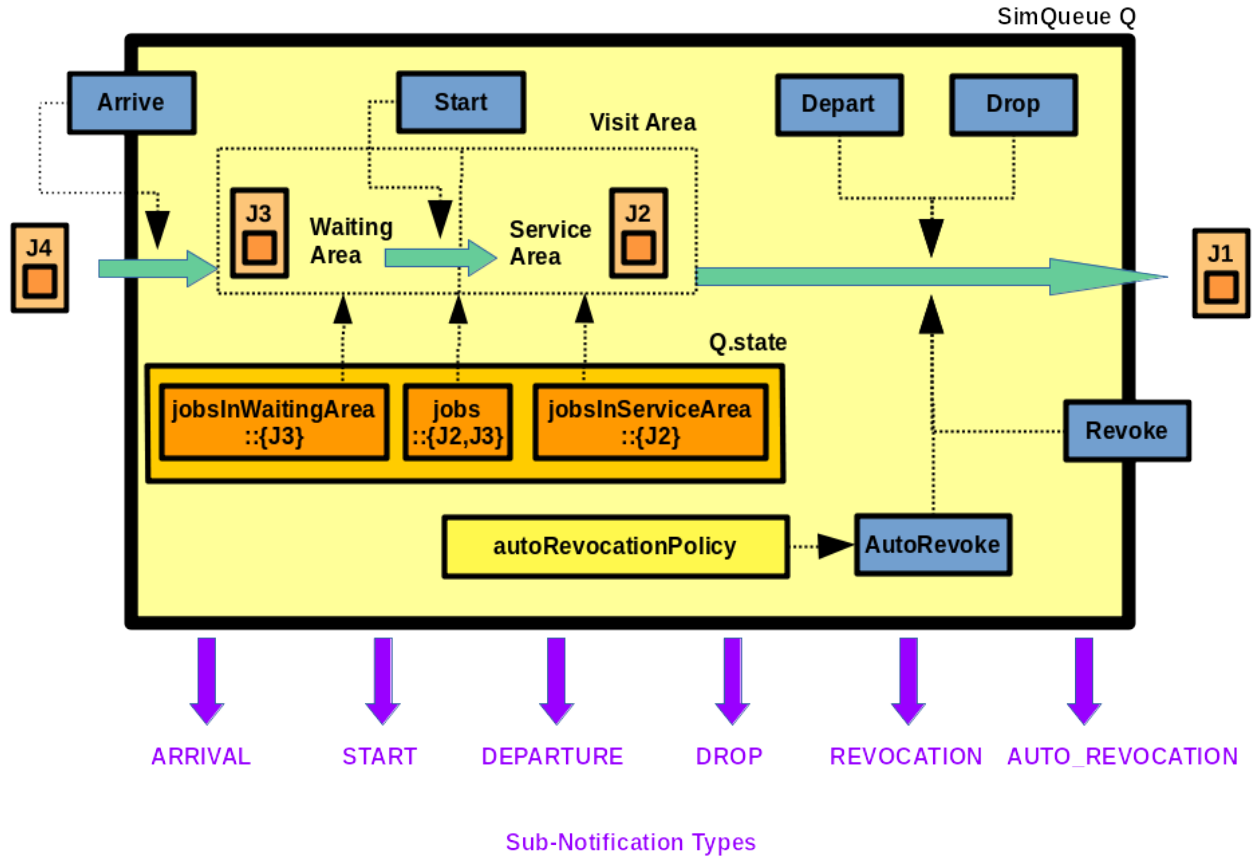 SimQueue Q
Arrive
Start
Depart
Drop
Visit Area
J4
J3
Waiting
Area
Service
Area
J2
J1
Q.state
jobsInWaitingArea
::{J3}
jobs
::{J2,J3}
jobsInServiceArea
::{J2}
Revoke
autoRevocationPolicy
AutoRevoke
ARRIVAL
START
DEPARTURE
DROP
REVOCATION
AUTO_REVOCATION
Sub-Notification Types